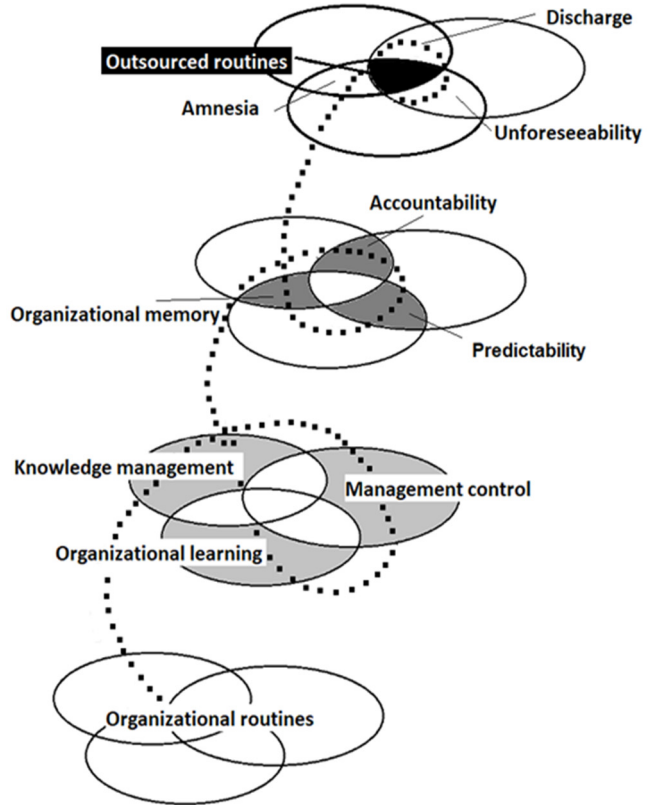 Discharge
Outsourced routines
Amnesia
Unforeseeability
Accountability
Organizational memory
Predictability
Knowledge management
Management control
Organizational learning
Organizational routines